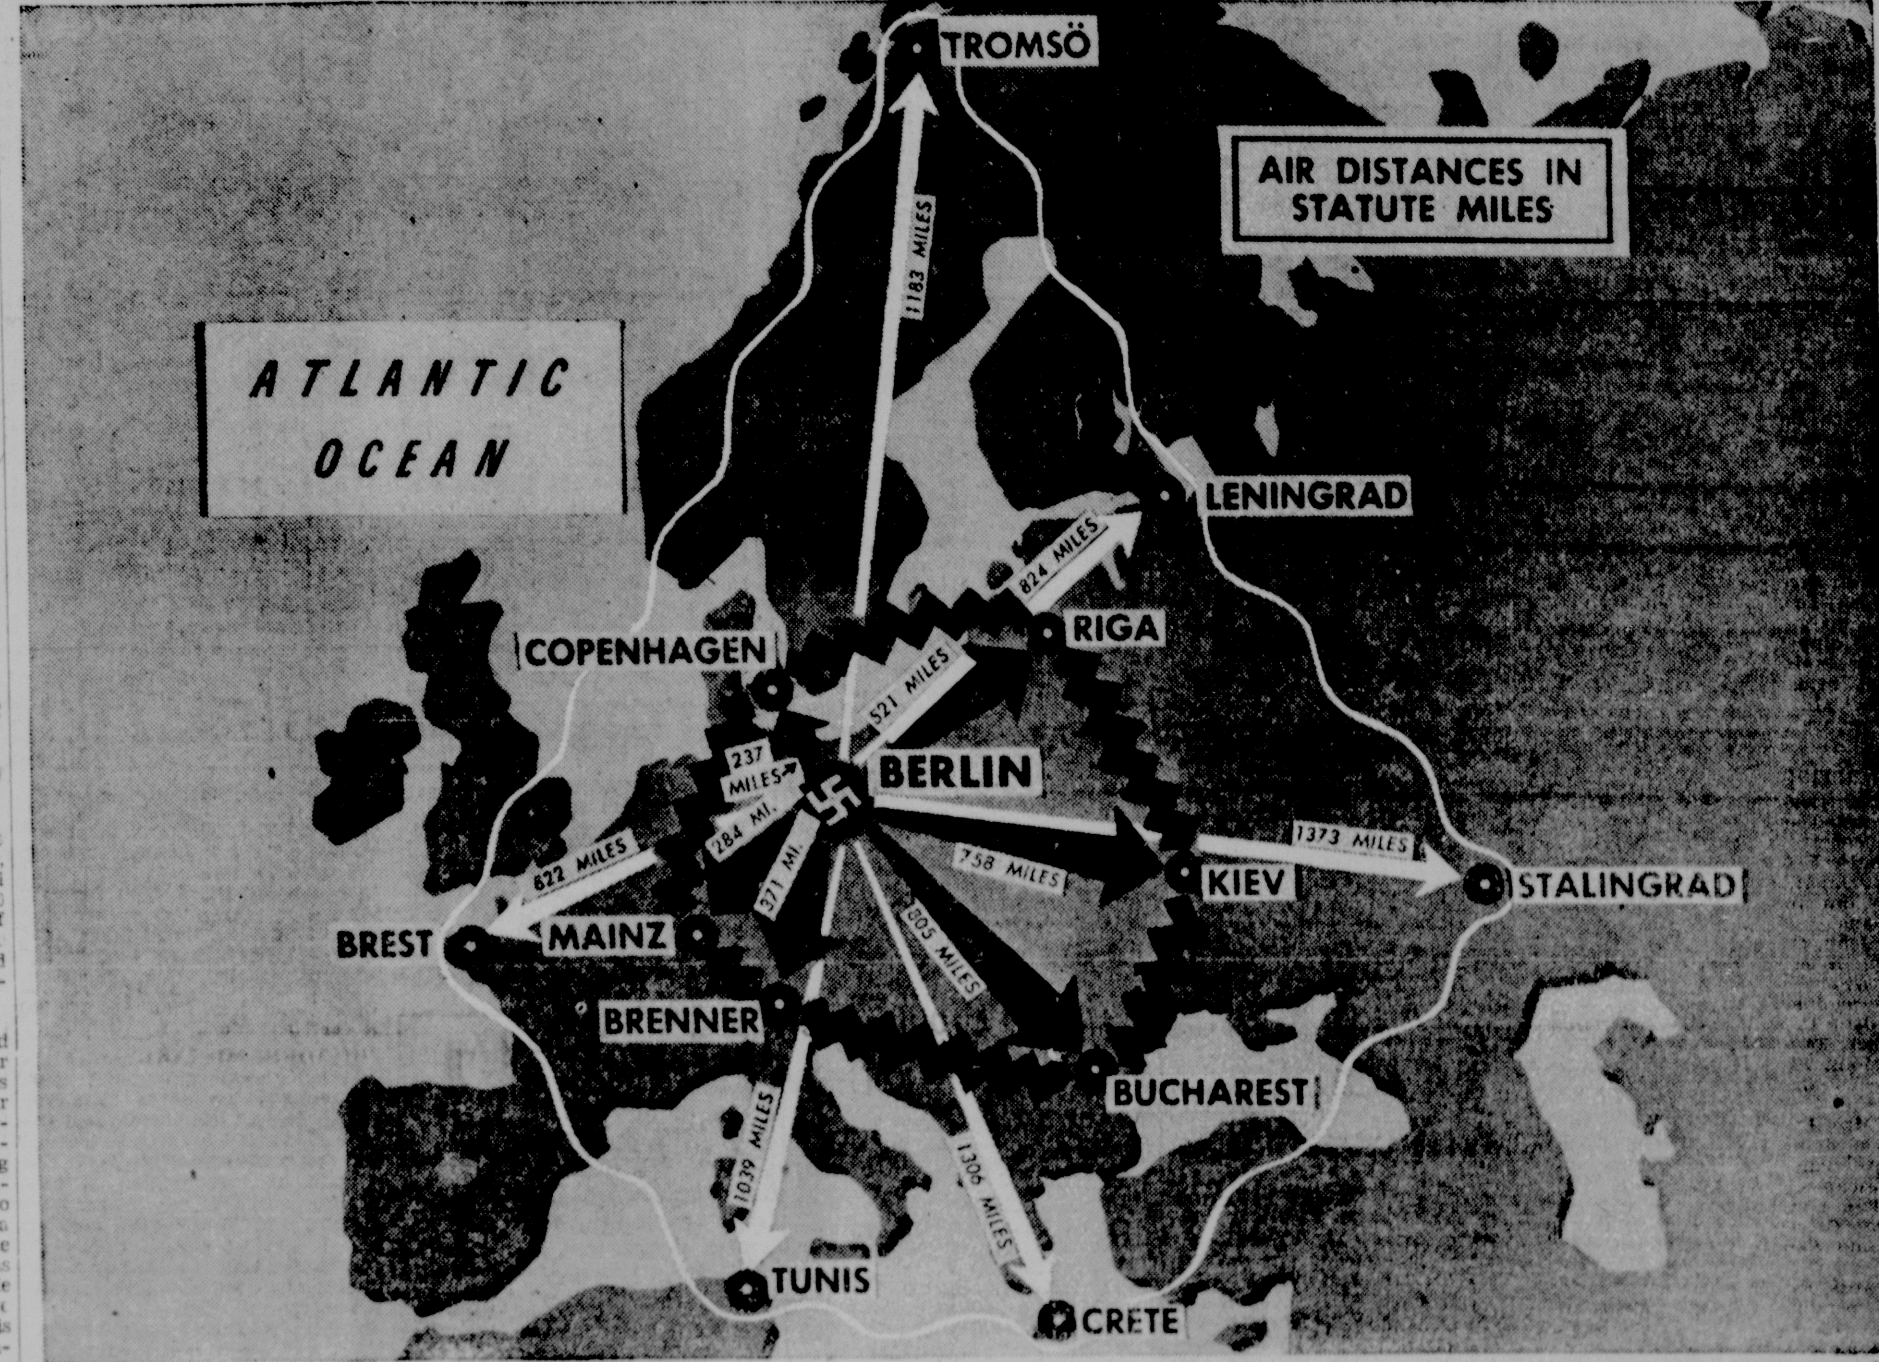 TROMSÖ
AIR DISTANCES IN
STATUTE MILES
1183 MILES
ATLANTIC
OCEAN
LENINGRAD
824 MILES
RIGA
COPENHAGEN
521 MILES
237
MILES
BERLIN
284 MI.
371 MI.
622 MILES
758 MILES
1373 MILES
KIEV
STALINGRAD
805 MILES
BREST
MAINZ
BRENNER
BUCHAREST
1039 MILES
1306 MILES
TUNIS
CRETE